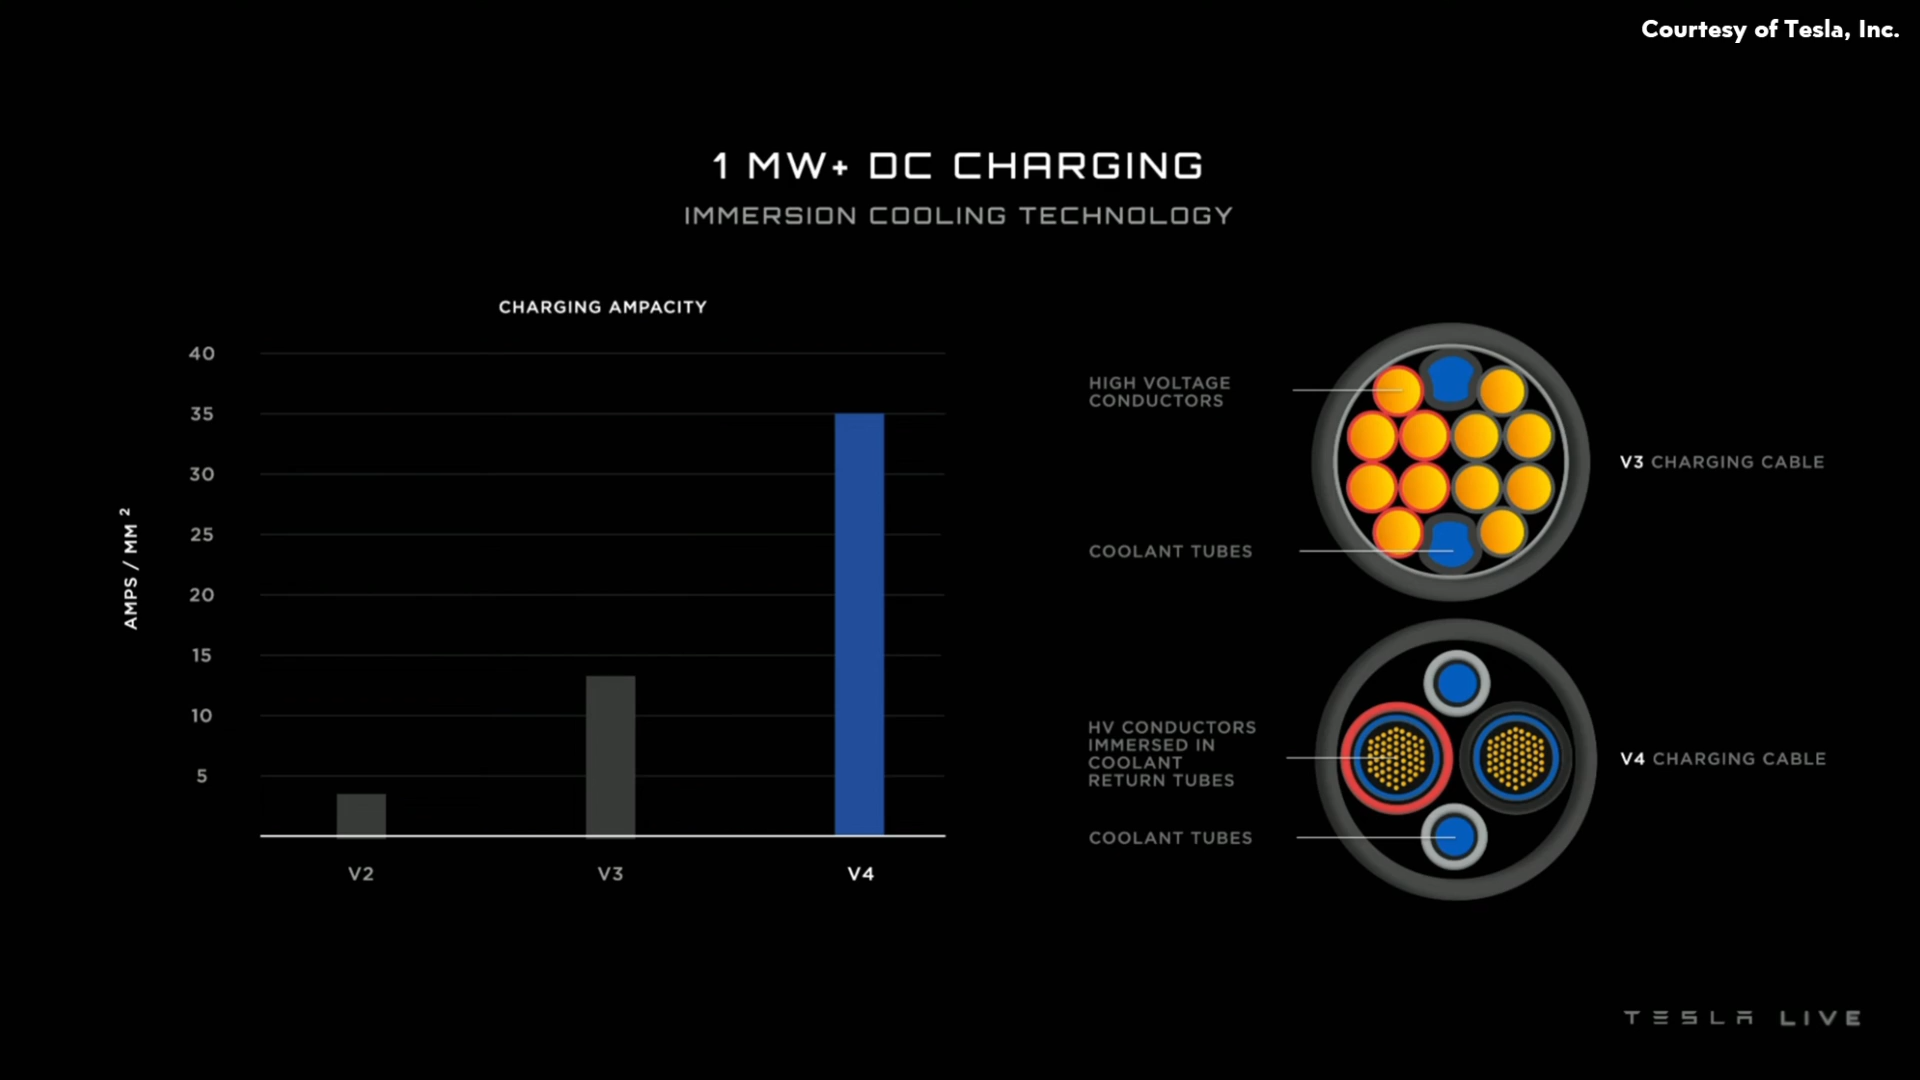 Courtesy of Tesla, Inc.
1 MW+ DC CHARGING
IMMERSION COOLING TECHNOLOGY
CHARGING AMPACITY
AMPS / MM ²
40
35
30
25
20
15
10
5
V2
V3
V4
HIGH VOLTAGE
CONDUCTORS
COOLANT TUBES
V3 CHARGING CABLE
HV CONDUCTORS
IMMERSED IN
COOLANT
RETURN TUBES
COOLANT TUBES
V4 CHARGING CABLE
TESLA LIVE